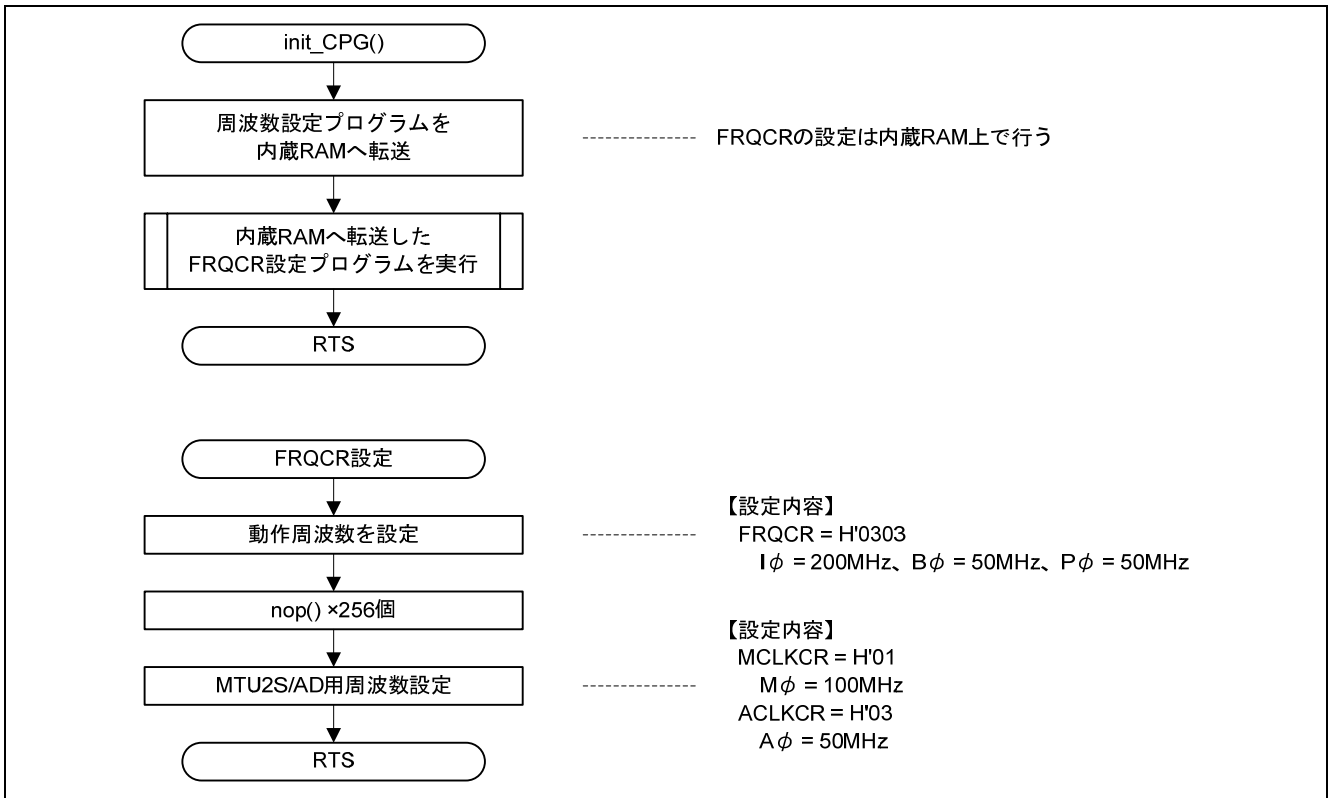 init_CPG()
周波数設定プログラムを
内蔵RAMへ転送
FRQCRの設定は内蔵RAM上で行う
内蔵RAMへ転送した
FRQCR設定プログラムを実行
RTS
FRQCR設定
動作周波数を設定
【設定内容】
FRQCR = H'0303
Iφ = 200MHz、Bφ = 50MHz、Pφ = 50MHz
nop() ×256個
MTU2S/AD用周波数設定
【設定内容】
MCLKCR = H'01
Mφ = 100MHz
ACLKCR = H'03
Aφ = 50MHz
RTS